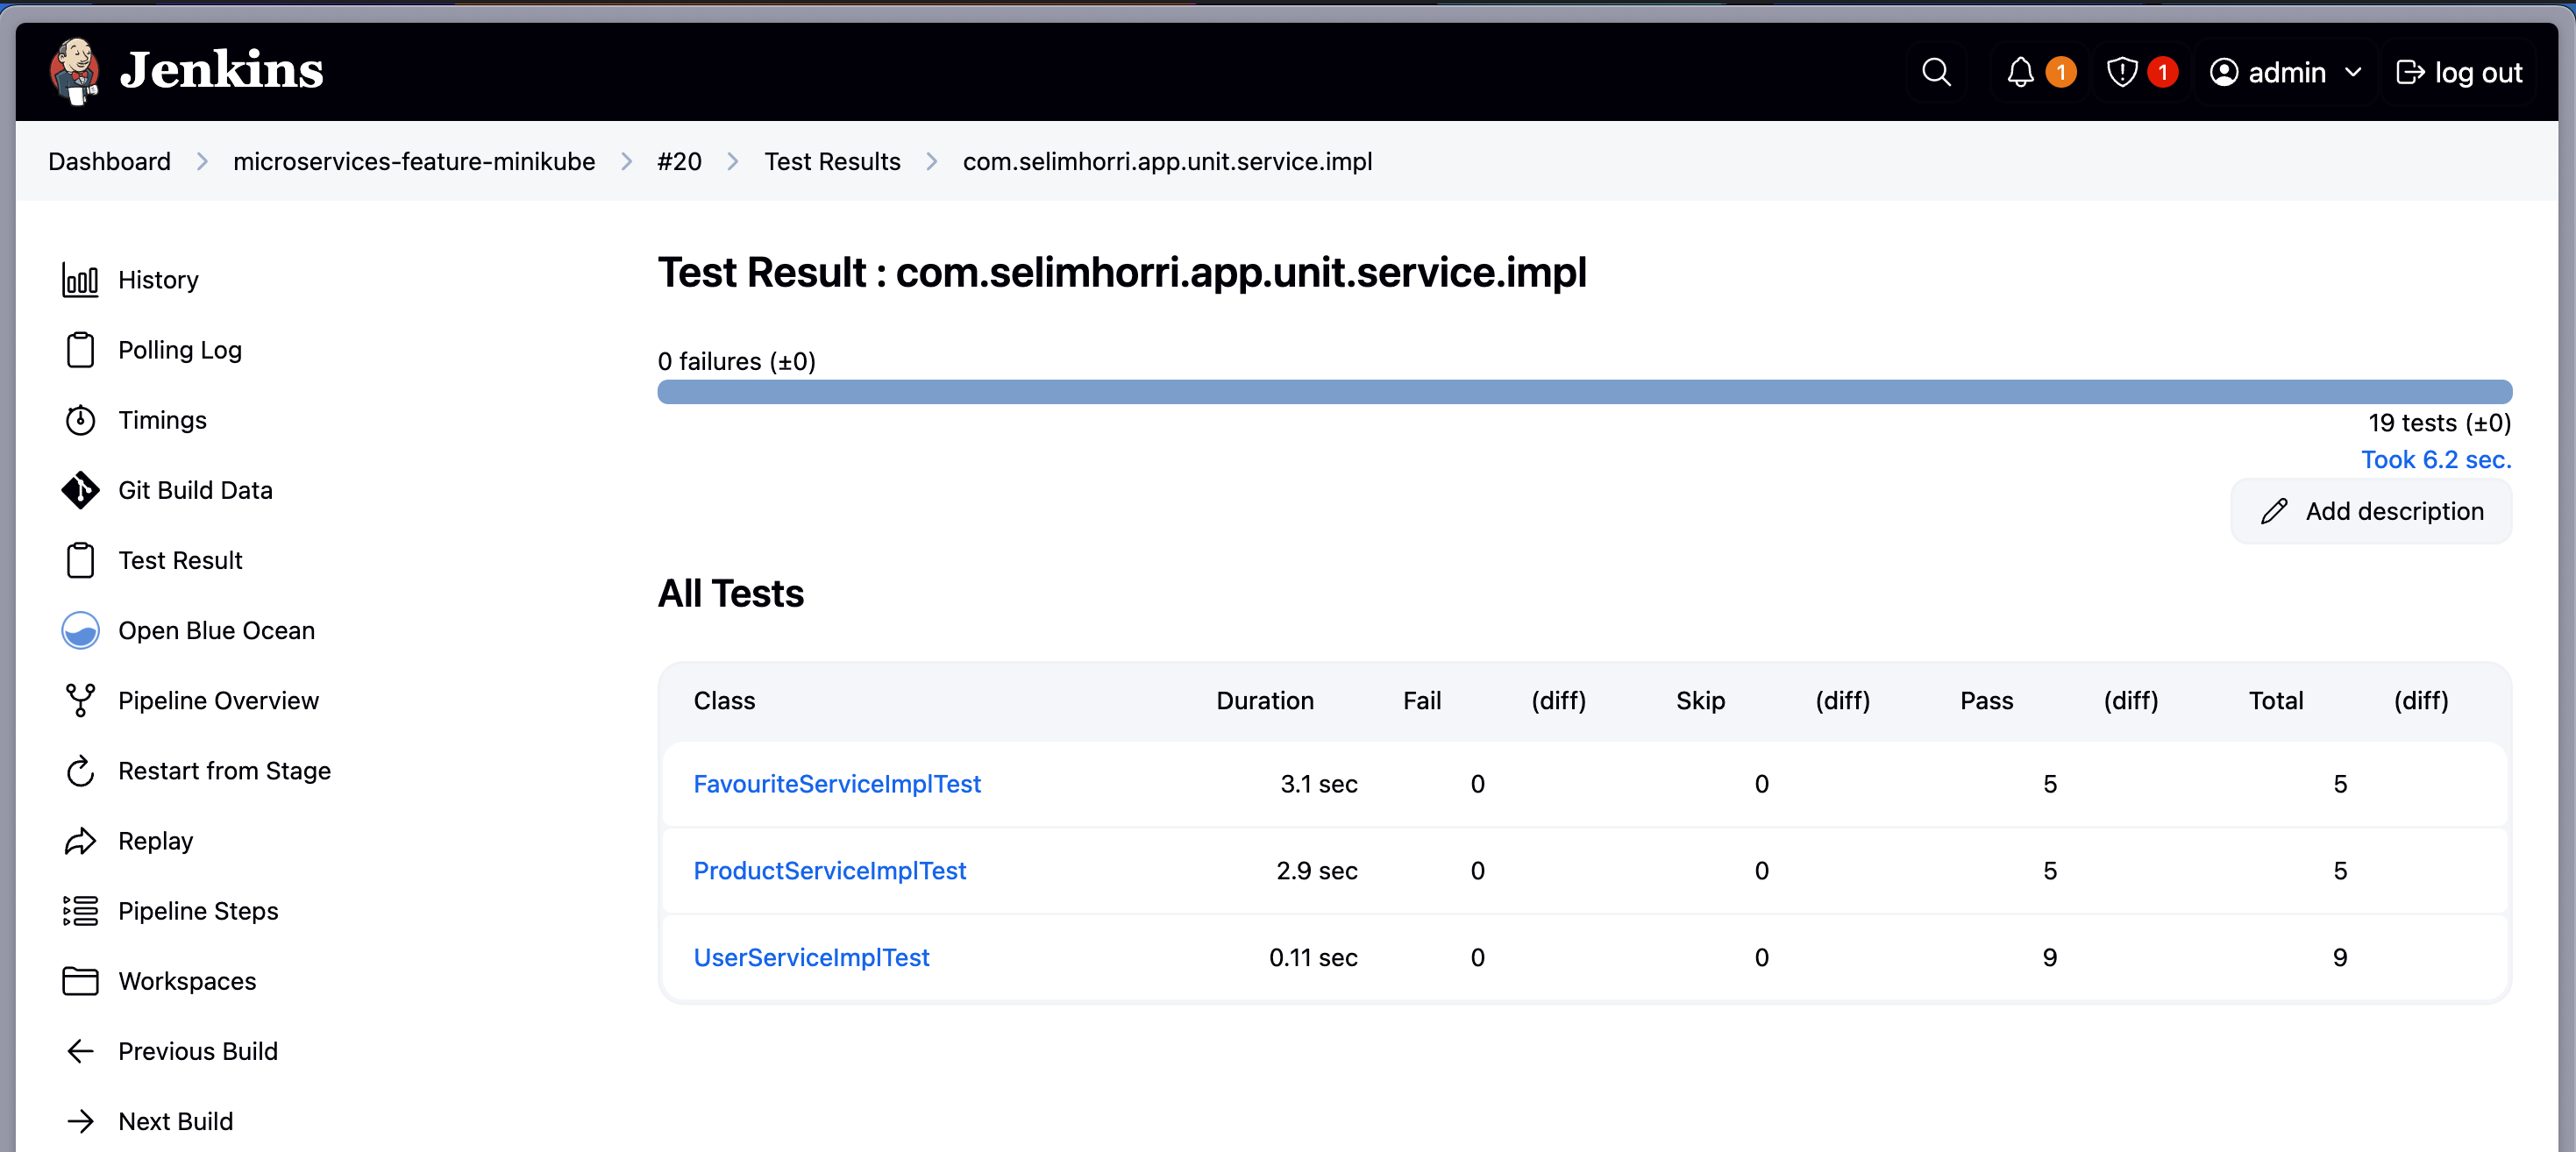 Jenkins
1
1
admin
log out
Dashboard microservices-feature-minikube #20 Test Results com.selimhorri.app.unit.service.impl
History
Polling Log
Timings
Git Build Data
Test Result
Open Blue Ocean
Pipeline Overview
Restart from Stage
Replay
Pipeline Steps
Workspaces
Previous Build
Next Build
Test Result : com.selimhorri.app.unit.service.impl
0 failures (±0)
19 tests (±0)
Took 6.2 sec.
Add description
All Tests
Class Duration Fail (diff) Skip (diff) Pass (diff) Total (diff)
FavouriteServiceImplTest 3.1 sec 0 0 5 5
ProductServiceImplTest 2.9 sec 0 0 5 5
UserServiceImplTest 0.11 sec 0 0 9 9